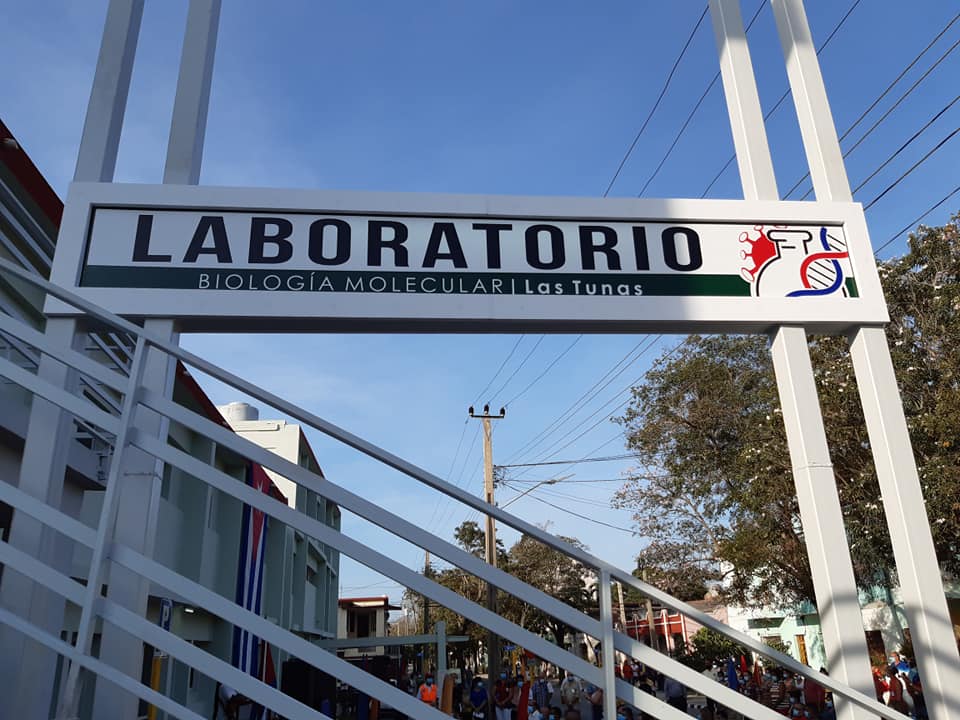 LABORATORIO
BIOLOGÍA MOLECULAR | Las Tunas